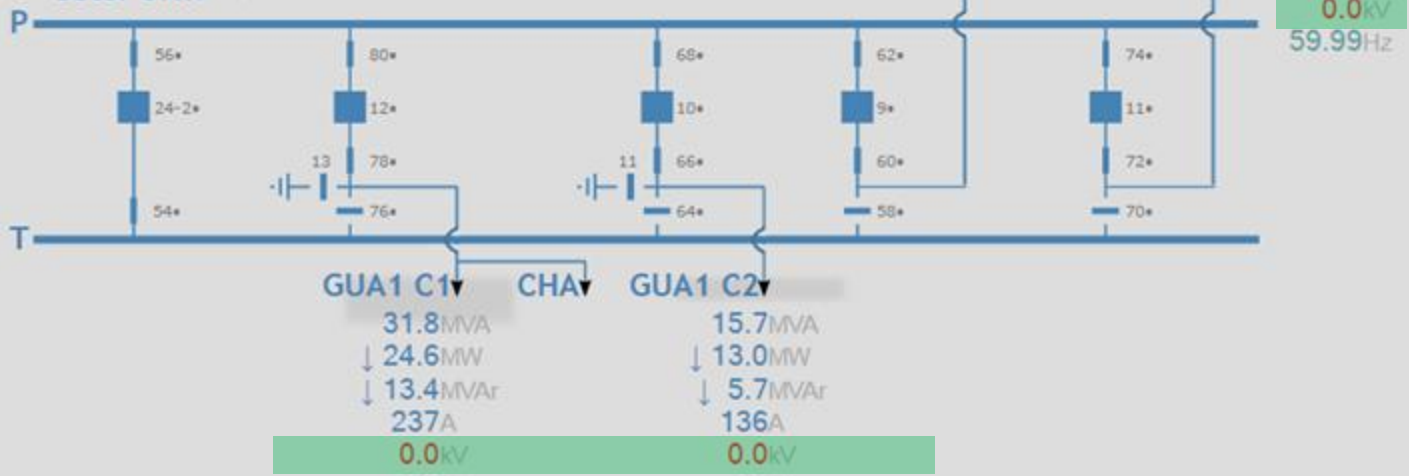 P
0.0kV
59.99Hz
56•
80•
68•
62•
74•
24-2•
12•
10•
9•
11•
13
78•
11
66•
60•
72•
54•
76•
64•
58•
70•
T
GUA1 C1 CHA GUA1 C2
31.8MVA 15.7MVA
↓ 24.6MW ↓ 13.0MW
↓ 13.4MVAr ↓ 5.7MVAr
237A 136A
0.0kV 0.0kV